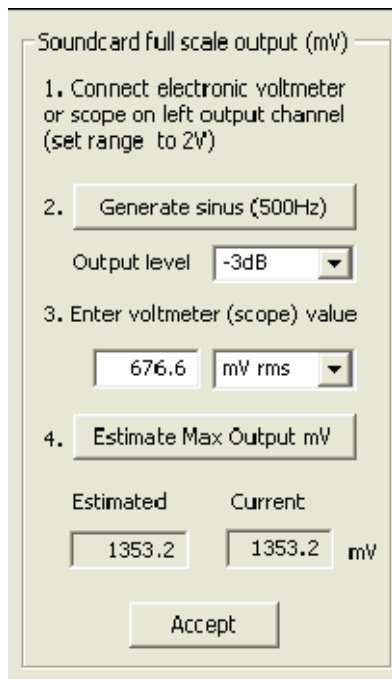 Soundcard full scale output (mV)
1. Connect electronic voltmeter
or scope on left output channel
(set range to 2V)
2. Generate sinus (500Hz)
Output level -3dB
3. Enter voltmeter (scope) value
676.6 mV rms
4. Estimate Max Output mV
Estimated Current
1353.2 1353.2 mV
Accept